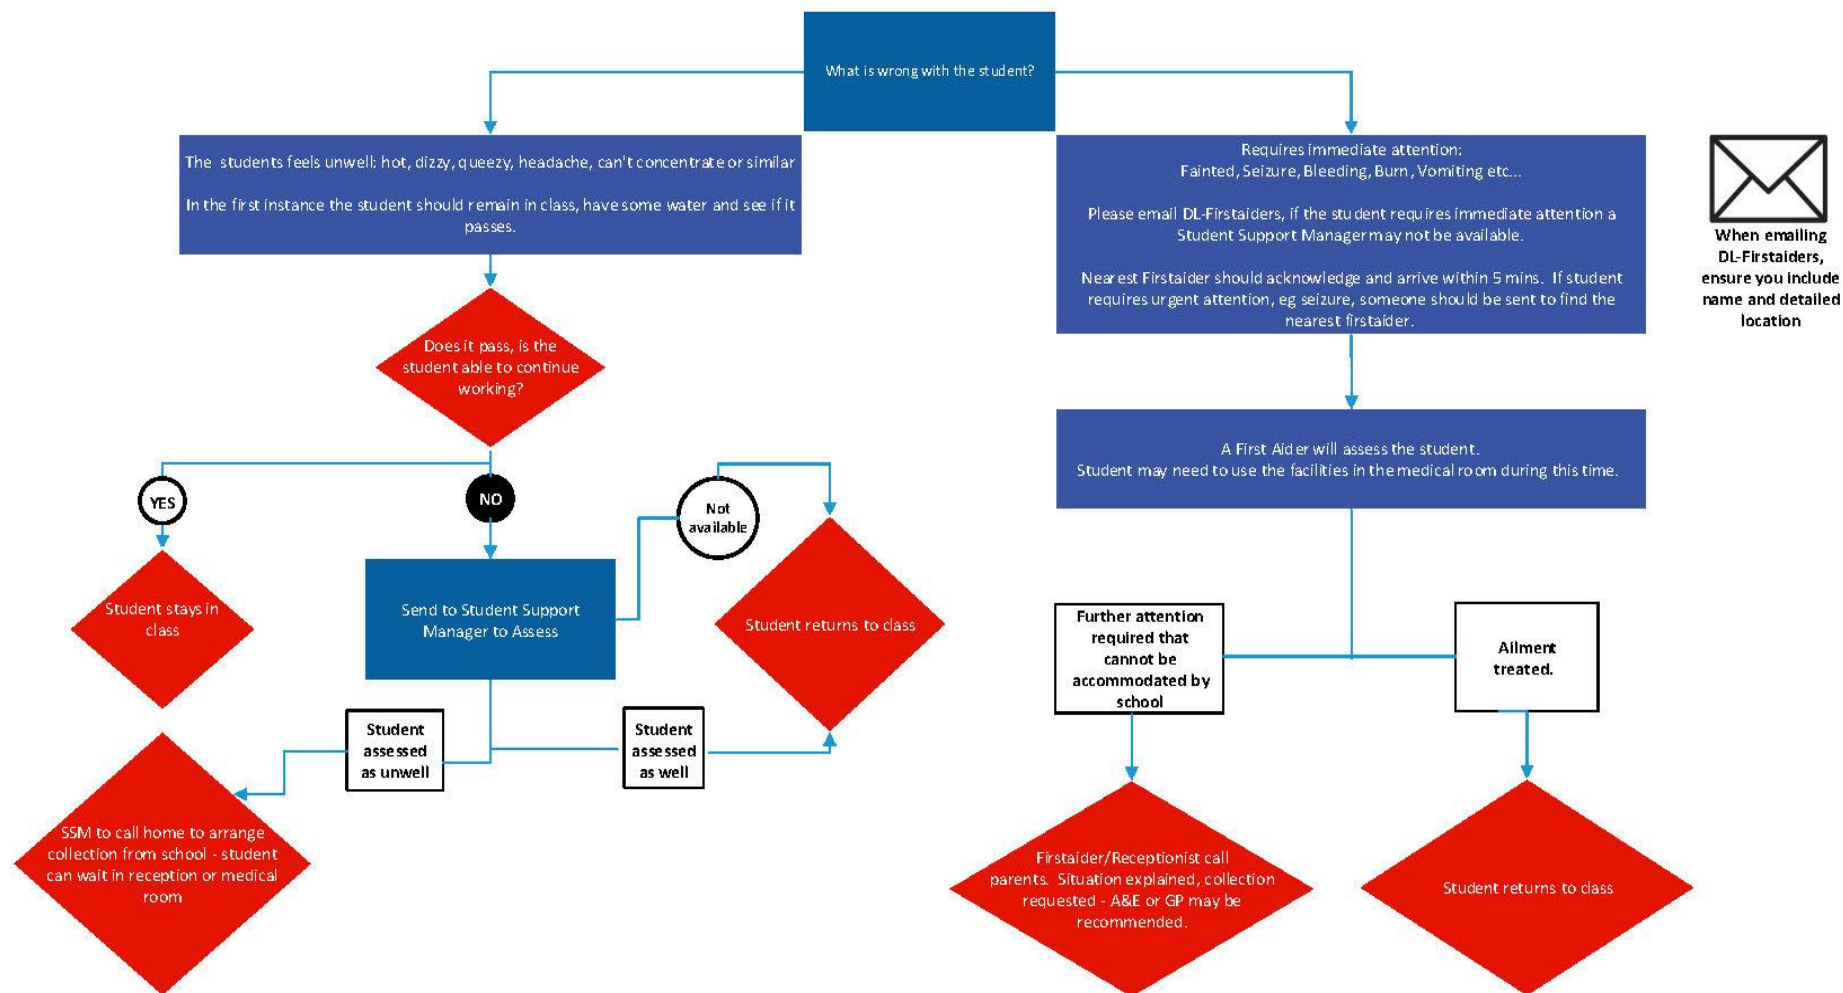 What is wrong with the student?
The students feels unwell: hot, dizzy, queezy, headache, can't concentrate or similar
In the first instance the student should remain in class, have some water and see if it
passes.
Requires immediate attention:
Fainted, Seizure, Bleeding, Burn, Vomiting etc...
Please email DL-Firstaiders, if the student requires immediate attention a
Student Support Manager may not be available.
Nearest Firstaider should acknowledge and arrive within 5 mins. If student
requires urgent attention, eg seizure, someone should be sent to find the
nearest firstaider.
When emailing
DL-Firstaiders,
ensure you include
name and detailed
location
Does it pass, is the
student able to continue
working?
YES
NO
Not
available
Student stays in
class
Send to Student Support
Manager to Assess
Student returns to class
Student
assessed
as unwell
Student
assessed
as well
SSM to call home to arrange
collection from school - student
can wait in reception or medical
room
A First Aider will assess the student.
Student may need to use the facilities in the medical room during this time.
Further attention
required that
cannot be
accommodated by
school
Ailment
treated.
Firstaider/Receptionist call
parents. Situation explained, collection
requested - A&E or GP may be
recommended.
Student returns to class